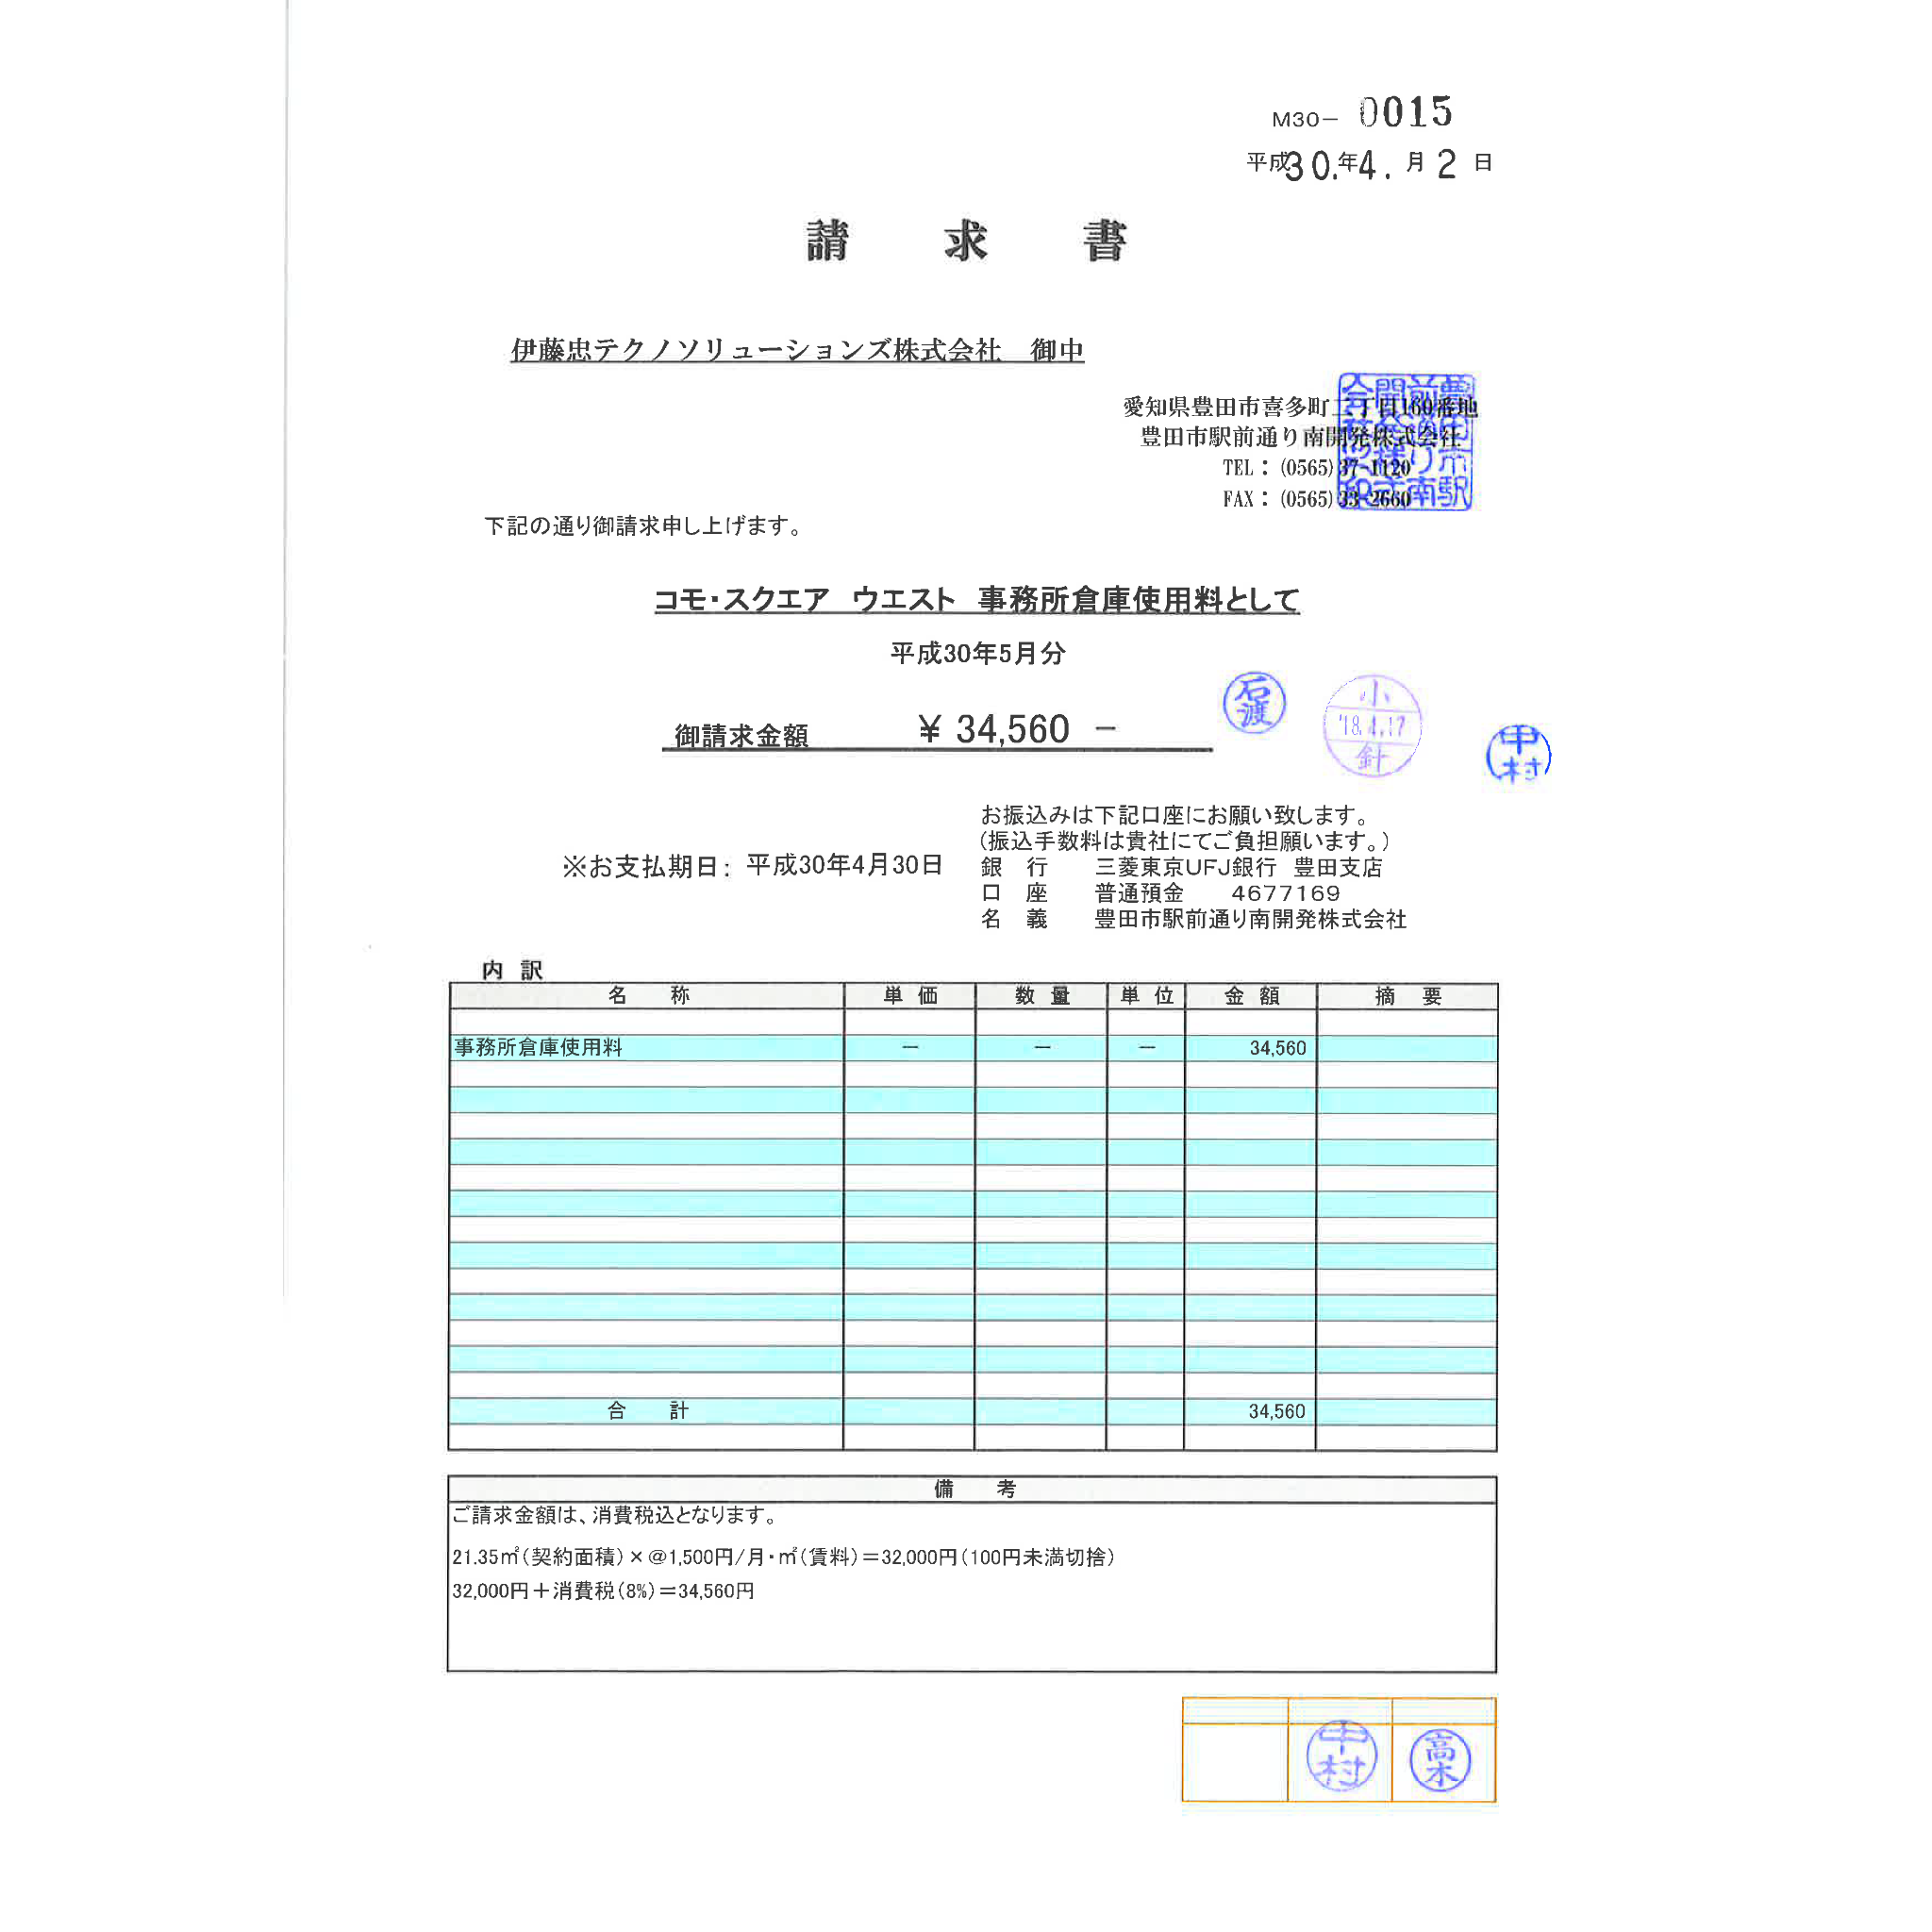 M30－ 0015
平成30.年4.月2日
請求書
伊藤忠テクノソリューションズ株式会社　御中
愛知県豊田市喜多町二丁目160番地
豊田市駅前通り南開発株式会社
TEL：(0565)37-1120
FAX：(0565)33-2660
下記の通り御請求申し上げます。
コモ・スクエア　ウエスト　事務所倉庫使用料として
平成30年5月分
石渡
小 '18.4.17 針
中村
御請求金額　￥34,560－
お振込みは下記口座にお願い致します。
(振込手数料は貴社にてご負担願います。)
※お支払期日：平成30年4月30日
銀　行　三菱東京UFJ銀行　豊田支店
口　座　普通預金　4677169
名　義　豊田市駅前通り南開発株式会社
内訳
名称　単価　数量　単位　金額　摘要
事務所倉庫使用料　－　－　－　34,560
合計　34,560
備考
ご請求金額は、消費税込となります。
21.35㎡(契約面積)×＠1,500円/月・㎡(賃料)＝32,000円(100円未満切捨)
32,000円＋消費税(8%)＝34,560円
中村　高木